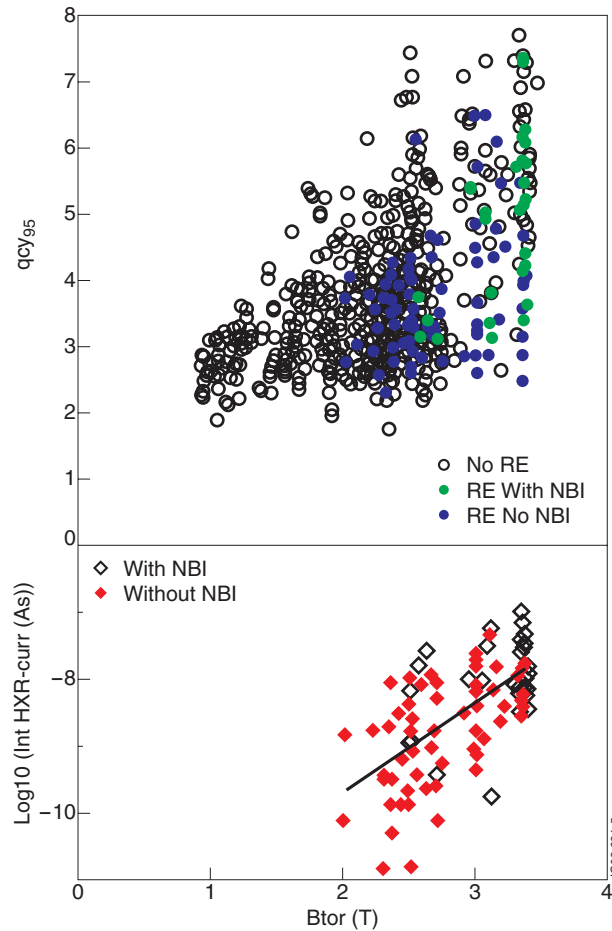 8
7
6
5
4
3
2
1
0
qcy95
No RE
RE With NBI
RE No NBI
With NBI
Without NBI
−8
−10
Log10 (Int HXR-curr (As))
0
1
2
3
4
Btor (T)